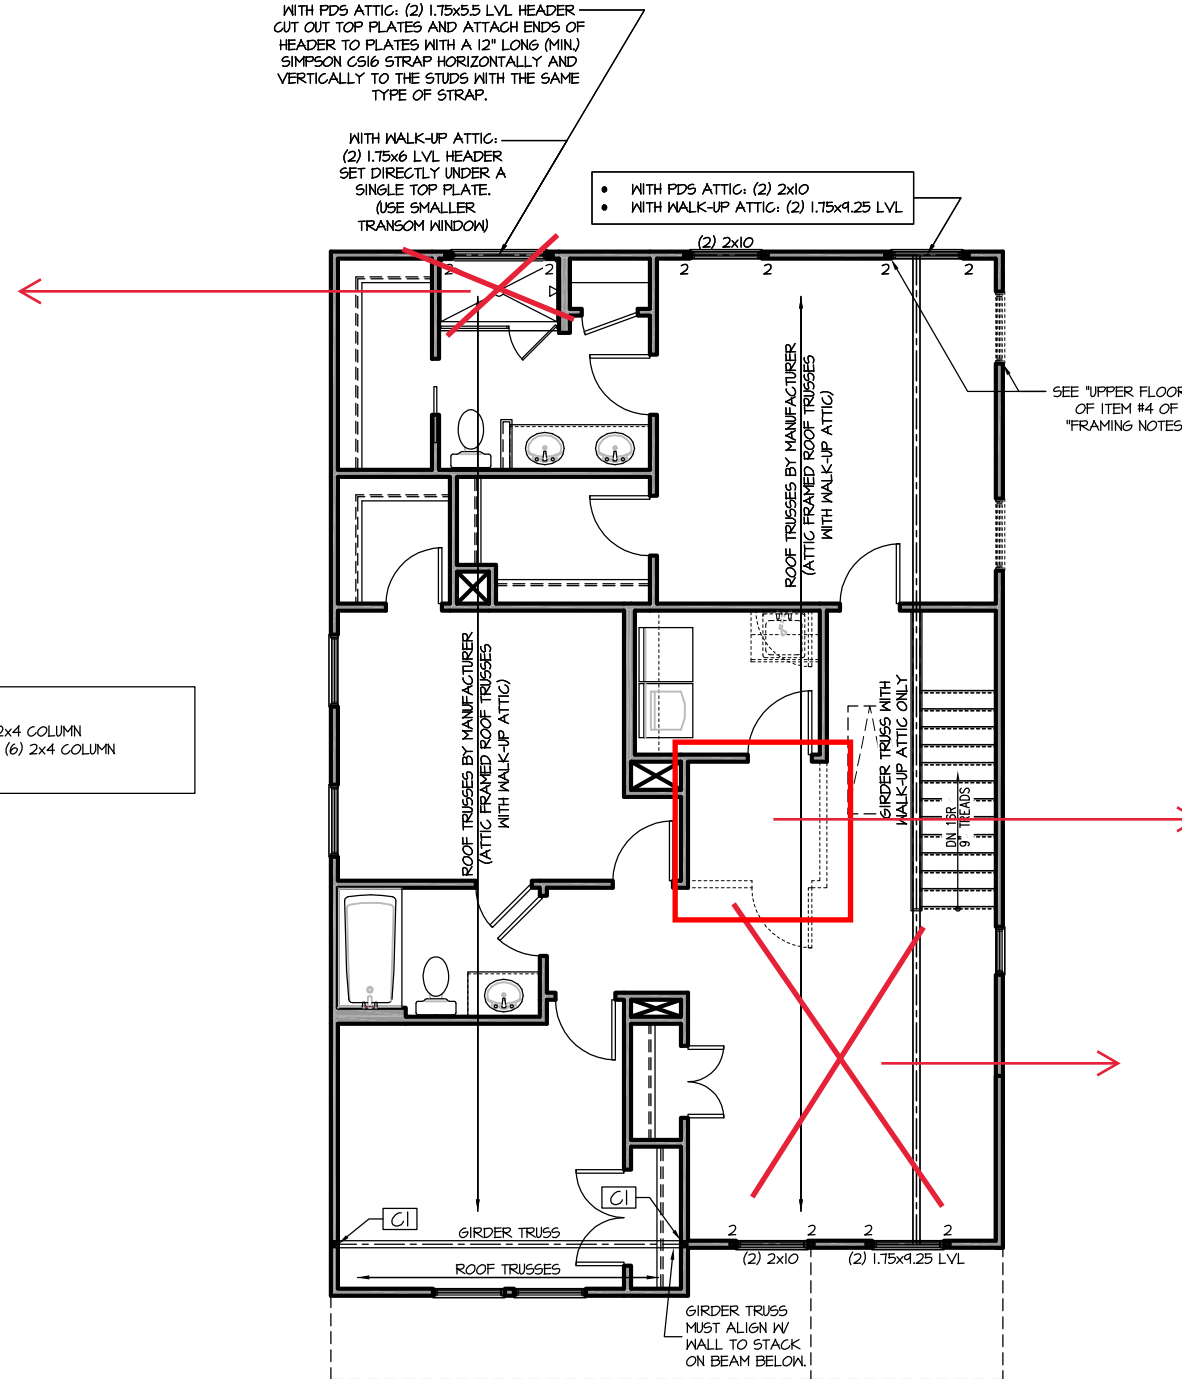 WITH PDS ATTIC: (2) 1.75x5.5 LVL HEADER
CUT OUT TOP PLATES AND ATTACH ENDS OF
HEADER TO PLATES WITH A 12" LONG (MIN.)
SIMPSON CS16 STRAP HORIZONTALLY AND
VERTICALLY TO THE STUDS WITH THE SAME
TYPE OF STRAP.
WITH WALK-UP ATTIC:
(2) 1.75x6 LVL HEADER
SET DIRECTLY UNDER A
SINGLE TOP PLATE.
(USE SMALLER
TRANSOM WINDOW)
• WITH PDS ATTIC: (2) 2x10
• WITH WALK-UP ATTIC: (2) 1.75x9.25 LVL
(2) 2x10
2 2 2 2 2 2
ROOF TRUSSES BY MANUFACTURER
(ATTIC FRAMED ROOF TRUSSES
WITH WALK-UP ATTIC)
SEE "UPPER FLOOR
OF ITEM #4 OF
"FRAMING NOTES
2x4 COLUMN
(6) 2x4 COLUMN
ROOF TRUSSES BY MANUFACTURER
(ATTIC FRAMED ROOF TRUSSES
WITH WALK-UP ATTIC)
GIRDER TRUSS WITH
WALK-UP ATTIC ONLY
DN 16R
9" TREADS
C1
C1
GIRDER TRUSS
ROOF TRUSSES
2 2 2 2
(2) 2x10
(2) 1.75x9.25 LVL
GIRDER TRUSS
MUST ALIGN W/
WALL TO STACK
ON BEAM BELOW.